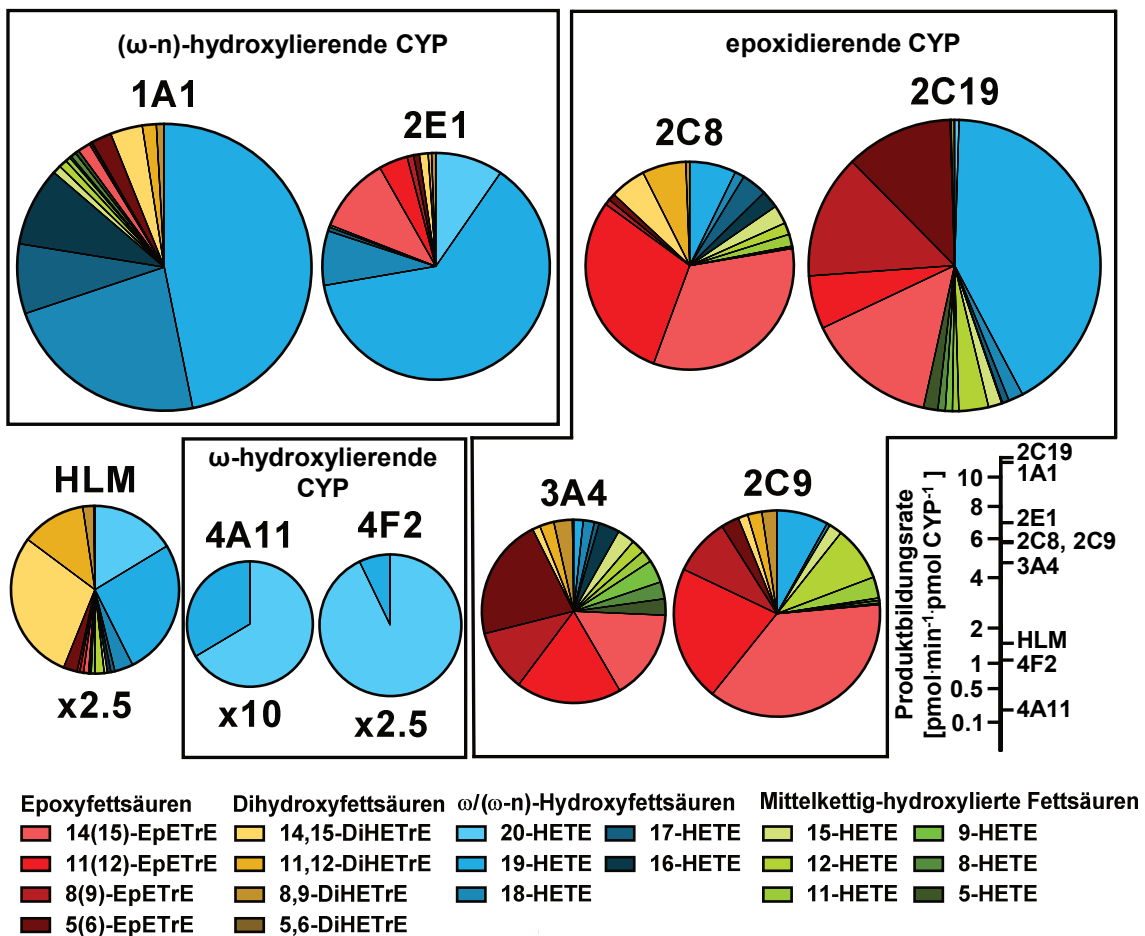 (ω-n)-hydroxylierende CYP
1A1
2E1
epoxidierende CYP
2C8
2C19
HLM
x2.5
ω-hydroxylierende
CYP
4A11
x10
4F2
x2.5
3A4
2C9
Produktbildungsrate
[pmol·min⁻¹·pmol CYP⁻¹]
10
8
6
4
2
1
0.5
0.1
2C19
1A1
2E1
2C8, 2C9
3A4
HLM
4F2
4A11
Epoxyfettsäuren
14(15)-EpETrE
11(12)-EpETrE
8(9)-EpETrE
5(6)-EpETrE
Dihydroxyfettsäuren
14,15-DiHETrE
11,12-DiHETrE
8,9-DiHETrE
5,6-DiHETrE
ω/(ω-n)-Hydroxyfettsäuren
20-HETE
19-HETE
18-HETE
17-HETE
16-HETE
Mittelkettig-hydroxylierte Fettsäuren
15-HETE
12-HETE
11-HETE
9-HETE
8-HETE
5-HETE